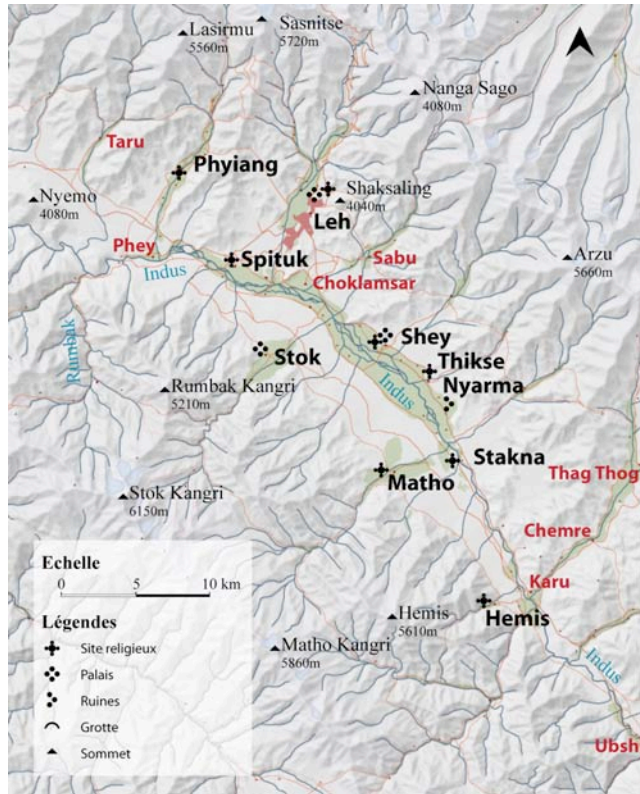 Sasnitse
5720m
Lasirmu
5560m
Nanga Sago
4080m
Taru
Phyiang
Nyemo
4080m
Shaksaling
4040m
Leh
Phey
Indus
Spituk
Sabu
Choklamsar
Arzu
5660m
Rumbak
Stok
Shey
Thikse
Nyarma
Indus
Rumbak Kangri
5210m
Stakna
Matho
Thag Thog
Stok Kangri
6150m
Chemre
Karu
Hemis
Hemis
5610m
Matho Kangri
5860m
Indus
Ubsh
Echelle
0 5 10 km
Légendes
Site religieux
Palais
Ruines
Grotte
Sommet